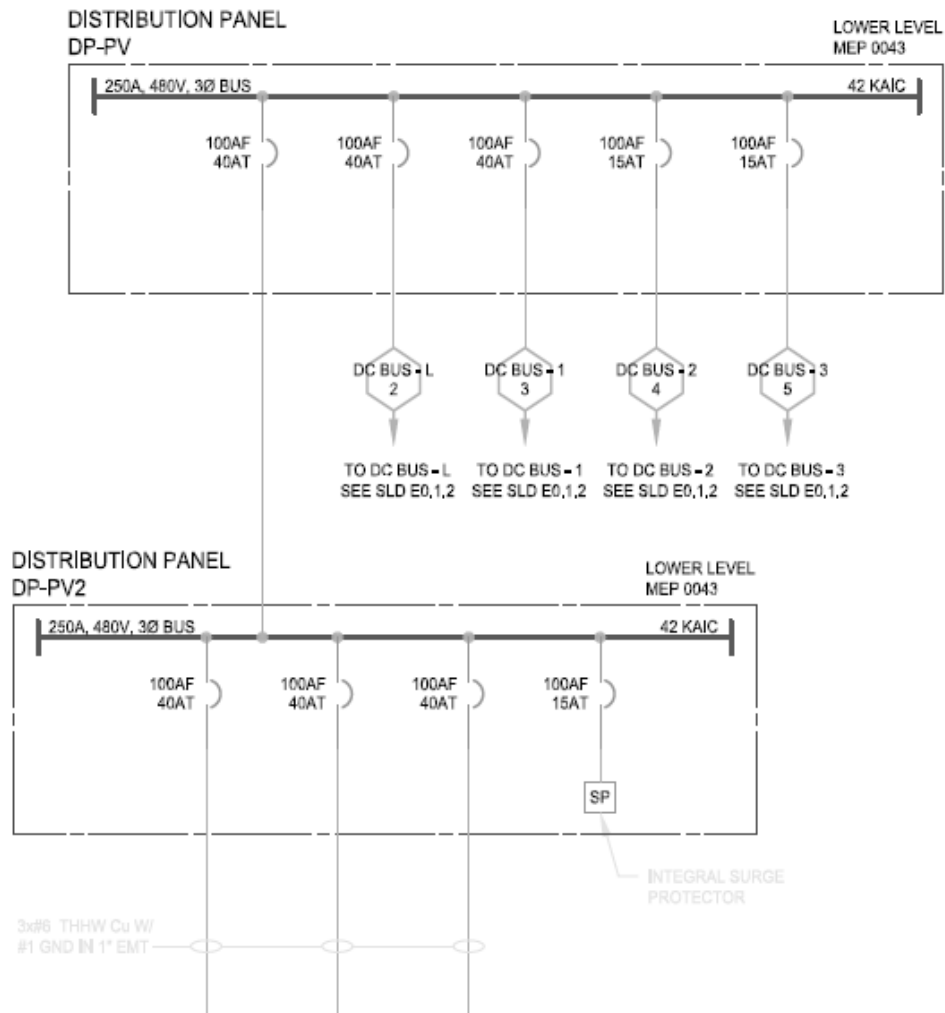 DISTRIBUTION PANEL
DP-PV
LOWER LEVEL
MEP 0043
250A, 480V, 3Ø BUS
42 KAIC
100AF
40AT
100AF
40AT
100AF
40AT
100AF
15AT
100AF
15AT
DC BUS-L
2
DC BUS-1
3
DC BUS-2
4
DC BUS-3
5
TO DC BUS-L
SEE SLD E0.1.2
TO DC BUS-1
SEE SLD E0.1.2
TO DC BUS-2
SEE SLD E0.1.2
TO DC BUS-3
SEE SLD E0.1.2
DISTRIBUTION PANEL
DP-PV2
LOWER LEVEL
MEP 0043
250A, 480V, 3Ø BUS
42 KAIC
100AF
40AT
100AF
40AT
100AF
40AT
100AF
15AT
SP
INTEGRAL SURGE
PROTECTOR
3x#6 THHW Cu W/
#1 GND IN 1" EMT